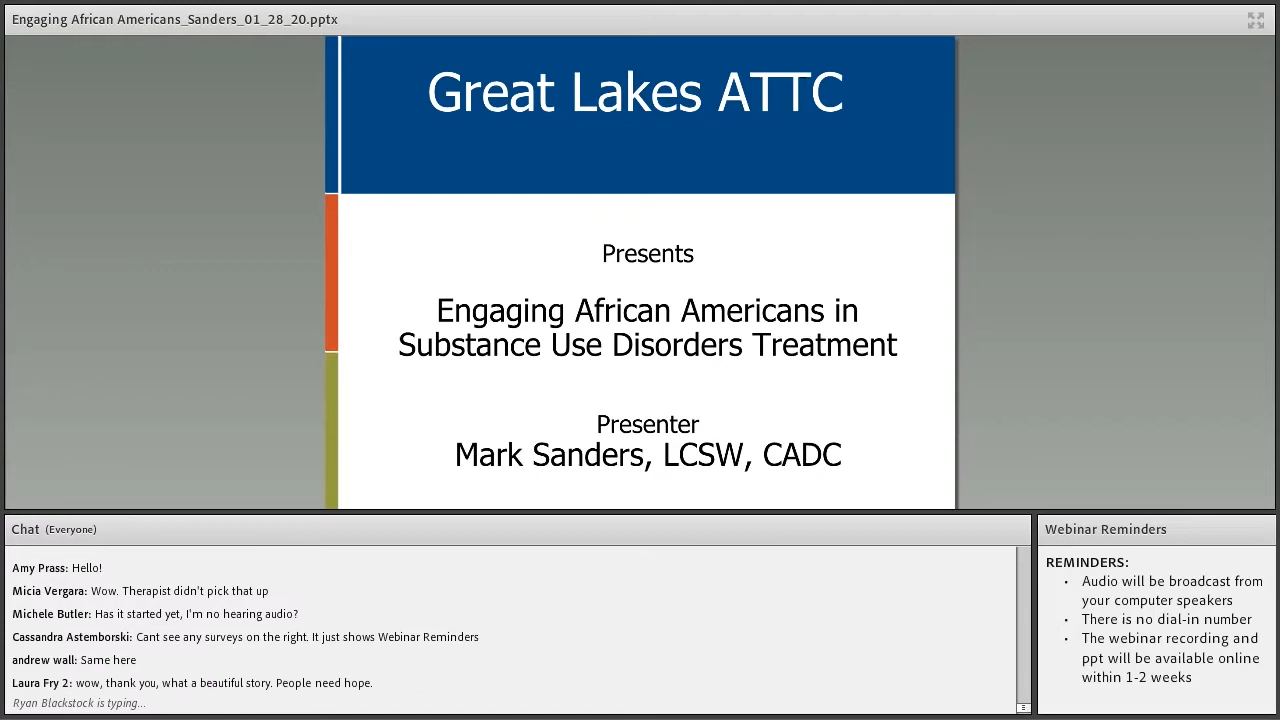 Engaging African Americans_Sanders_01_28_20.pptx
Great Lakes ATTC
Presents
Engaging African Americans in
Substance Use Disorders Treatment
Presenter
Mark Sanders, LCSW, CADC
Chat (Everyone)
Amy Prass: Hello!
Micia Vergara: Wow. Therapist didn't pick that up
Michele Butler: Has it started yet, I'm no hearing audio?
Cassandra Astemborski: Cant see any surveys on the right. It just shows Webinar Reminders
andrew wall: Same here
Laura Fry 2: wow, thank you, what a beautiful story. People need hope.
Ryan Blackstock is typing...
Webinar Reminders
REMINDERS:
• Audio will be broadcast from
your computer speakers
• There is no dial-in number
• The webinar recording and
ppt will be available online
within 1-2 weeks